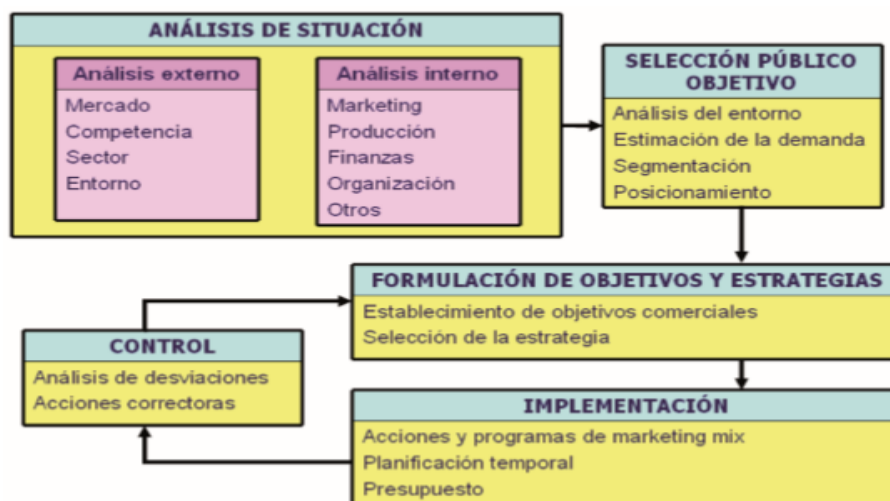 ANÁLISIS DE SITUACIÓN
Análisis externo
Mercado
Competencia
Sector
Entorno
Análisis interno
Marketing
Producción
Finanzas
Organización
Otros
SELECCIÓN PÚBLICO
OBJETIVO
Análisis del entorno
Estimación de la demanda
Segmentación
Posicionamiento
FORMULACIÓN DE OBJETIVOS Y ESTRATEGIAS
Establecimiento de objetivos comerciales
Selección de la estrategia
CONTROL
Análisis de desviaciones
Acciones correctoras
IMPLEMENTACIÓN
Acciones y programas de marketing mix
Planificación temporal
Presupuesto